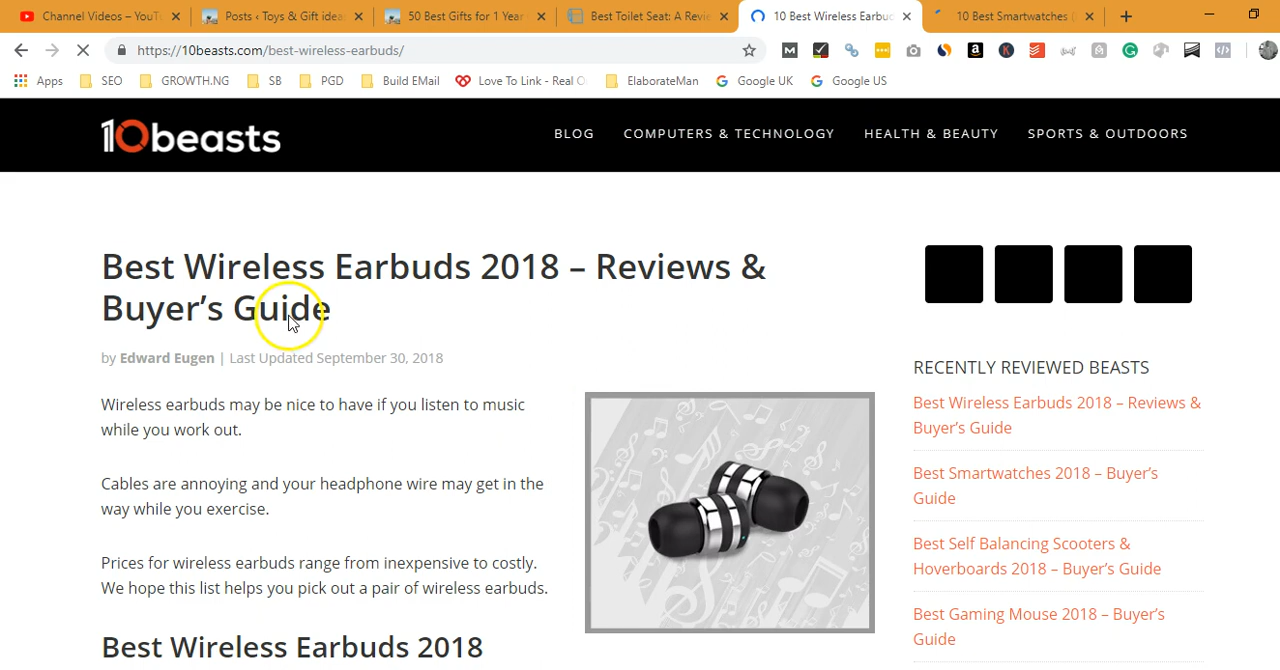 Channel Videos – YouT
Posts ‹ Toys & Gift idea
50 Best Gifts for 1 Year
Best Toilet Seat: A Revie
10 Best Wireless Earbuc
10 Best Smartwatches
https://10beasts.com/best-wireless-earbuds/
Apps
SEO
GROWTH.NG
SB
PGD
Build EMail
Love To Link - Real O
ElaborateMan
Google UK
Google US
10beasts
BLOG
COMPUTERS & TECHNOLOGY
HEALTH & BEAUTY
SPORTS & OUTDOORS
Best Wireless Earbuds 2018 – Reviews &
Buyer's Guide
by Edward Eugen | Last Updated September 30, 2018
Wireless earbuds may be nice to have if you listen to music
while you work out.
Cables are annoying and your headphone wire may get in the
way while you exercise.
Prices for wireless earbuds range from inexpensive to costly.
We hope this list helps you pick out a pair of wireless earbuds.
Best Wireless Earbuds 2018
RECENTLY REVIEWED BEASTS
Best Wireless Earbuds 2018 – Reviews &
Buyer's Guide
Best Smartwatches 2018 – Buyer's
Guide
Best Self Balancing Scooters &
Hoverboards 2018 – Buyer's Guide
Best Gaming Mouse 2018 – Buyer's
Guide